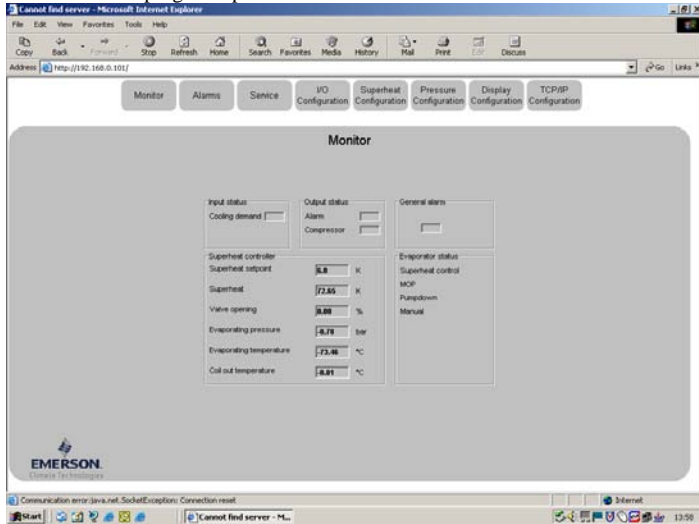 Cannot find server - Microsoft Internet Explorer
File Edit View Favorites Tools Help
Copy Back Forward Stop Refresh Home Search Favorites Media History Mail Print Edit Discuss
Address http://192.168.0.101/ Go Links
Monitor Alarms Service I/O Configuration Superheat Configuration Pressure Configuration Display Configuration TCP/IP Configuration
Monitor
Input status Output status General alarm
Cooling demand Alarm
Compressor
Superheat controller Evaporator status
Superheat setpoint 6.0 K Superheat control
MOP
Superheat 72.65 K
Pumpdown
Valve opening 0.00 % Manual
Evaporating pressure bar
Evaporating temperature -73.46 °C
Coil out temperature °C
EMERSON.
Climate Technologies
Communication error:java.net.SocketException: Connection reset Internet
Start Cannot find server - M... 13:50